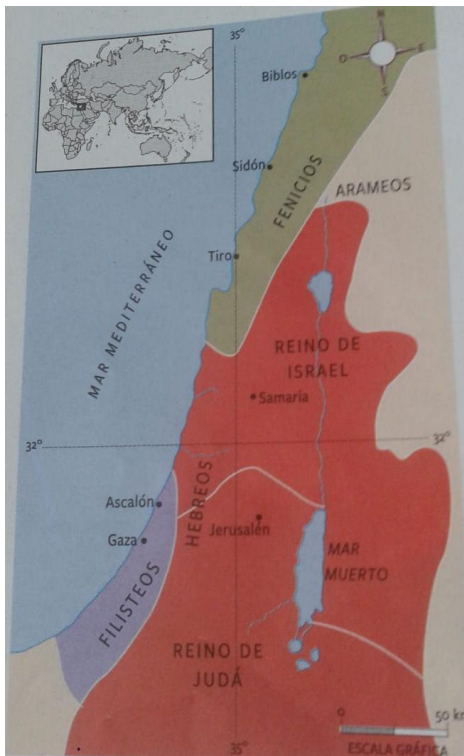 35°
N
O
E
S
Biblos
Sidón
FENICIOS
ARAMEOS
Tiro
MAR MEDITERRÁNEO
REINO DE
ISRAEL
Samaría
32°
32°
HEBREOS
Ascalón
Jerusalén
Gaza
MAR
MUERTO
FILISTEOS
REINO DE
JUDÁ
0
50 km
ESCALA GRÁFICA
35°